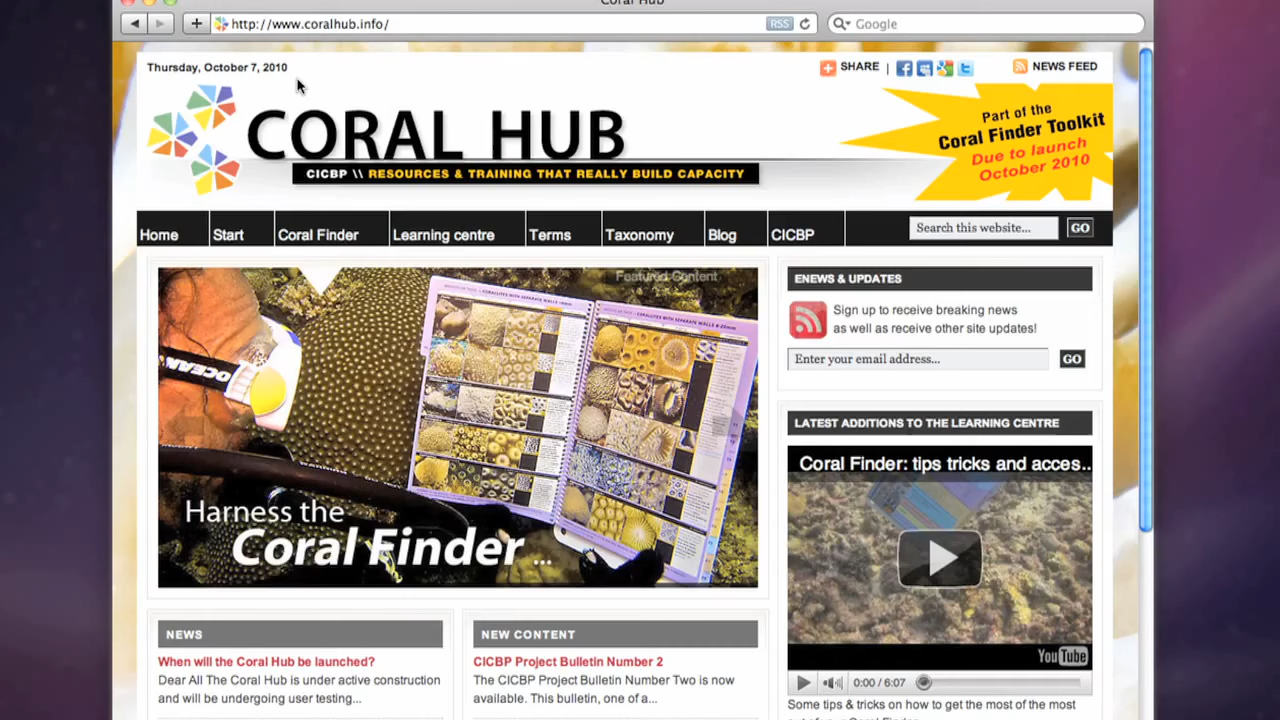 Coral Hub
http://www.coralhub.info/
RSS
Google
Thursday, October 7, 2010
SHARE |
NEWS FEED
CORAL HUB
CICBP \\ RESOURCES & TRAINING THAT REALLY BUILD CAPACITY
Part of the
Coral Finder Toolkit
Due to launch
October 2010
Home
Start
Coral Finder
Learning centre
Terms
Taxonomy
Blog
CICBP
Search this website...
GO
Featured Content
OCEAN
Harness the
Coral Finder ...
ENEWS & UPDATES
Sign up to receive breaking news
as well as receive other site updates!
Enter your email address...
GO
LATEST ADDITIONS TO THE LEARNING CENTRE
Coral Finder: tips tricks and acces...
YouTube
0:00 / 6:07
Some tips & tricks on how to get the most of the most
NEWS
When will the Coral Hub be launched?
Dear All The Coral Hub is under active construction
and will be undergoing user testing...
NEW CONTENT
CICBP Project Bulletin Number 2
The CICBP Project Bulletin Number Two is now
available. This bulletin, one of a...